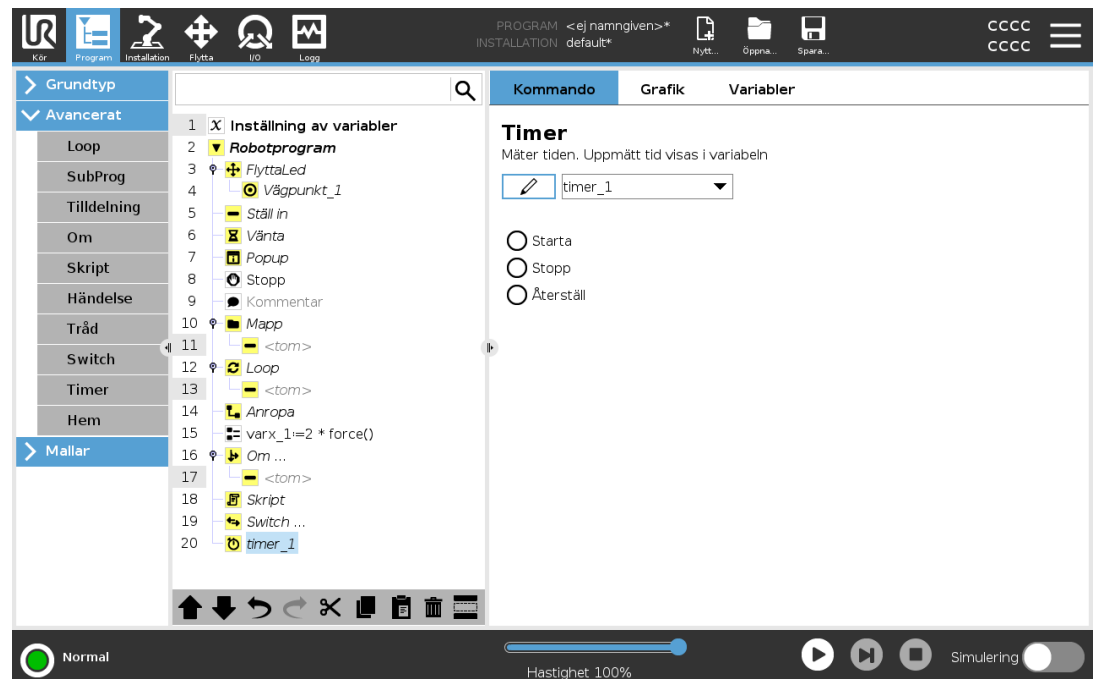 PROGRAM <ej namngiven>*
INSTALLATION default*
Kör
Program
Installation
Flytta
I/O
Logg
Nytt...
Öppna...
Spara...
CCCC
CCCC
Grundtyp
Avancerat
Loop
SubProg
Tilldelning
Om
Skript
Händelse
Tråd
Switch
Timer
Hem
Mallar
1 Inställning av variabler
2 Robotprogram
3 FlyttaLed
4 Vägpunkt_1
5 Ställ in
6 Vänta
7 Popup
8 Stopp
9 Kommentar
10 Mapp
11 <tom>
12 Loop
13 <tom>
14 Anropa
15 varx_1:=2 * force()
16 Om ...
17 <tom>
18 Skript
19 Switch ...
20 timer_1
Kommando
Grafik
Variabler
Timer
Mäter tiden. Uppmätt tid visas i variabeln
timer_1
Starta
Stopp
Återställ
Normal
Hastighet 100%
Simulering